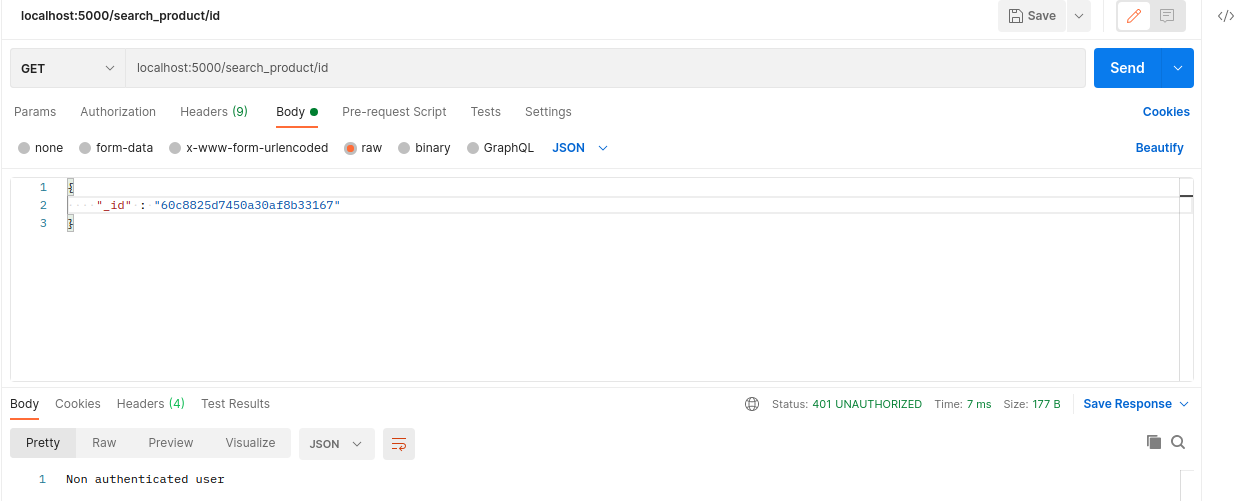 localhost:5000/search_product/id
Save
</>
GET
localhost:5000/search_product/id
Send
Params Authorization Headers (9) Body Pre-request Script Tests Settings Cookies
none form-data x-www-form-urlencoded raw binary GraphQL JSON Beautify
1 {
2 "_id" : "60c8825d7450a30af8b33167"
3 }
Body Cookies Headers (4) Test Results Status: 401 UNAUTHORIZED Time: 7 ms Size: 177 B Save Response
Pretty Raw Preview Visualize JSON
1 Non authenticated user